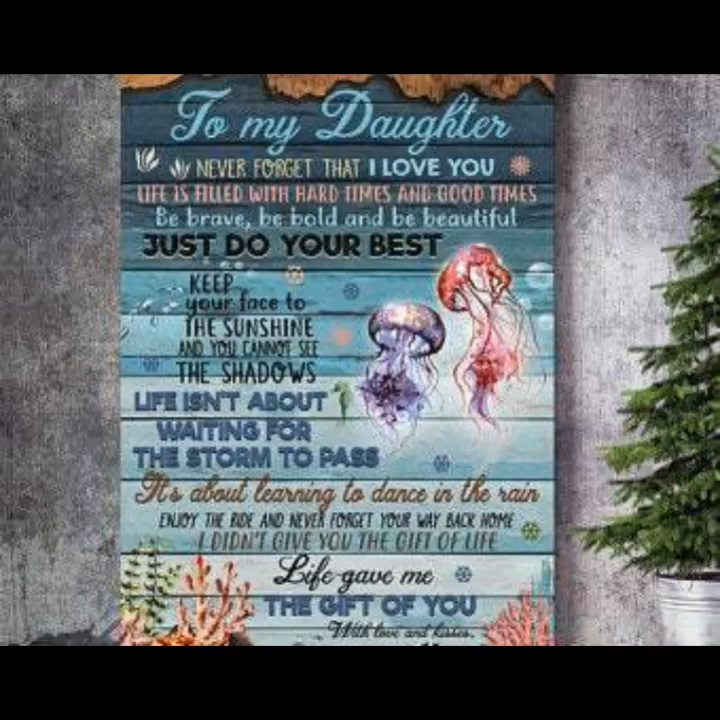 To my Daughter
NEVER FORGET THAT I LOVE YOU
LIFE IS FILLED WITH HARD TIMES AND GOOD TIMES
Be brave, be bold and be beautiful
JUST DO YOUR BEST
KEEP
your face to
THE SUNSHINE
AND YOU CANNOT SEE
THE SHADOWS
LIFE ISN'T ABOUT
WAITING FOR
THE STORM TO PASS
It's about learning to dance in the rain
ENJOY THE RIDE AND NEVER FORGET YOUR WAY BACK HOME
I DIDN'T GIVE YOU THE GIFT OF LIFE
Life gave me
THE GIFT OF YOU
With love and kisses,